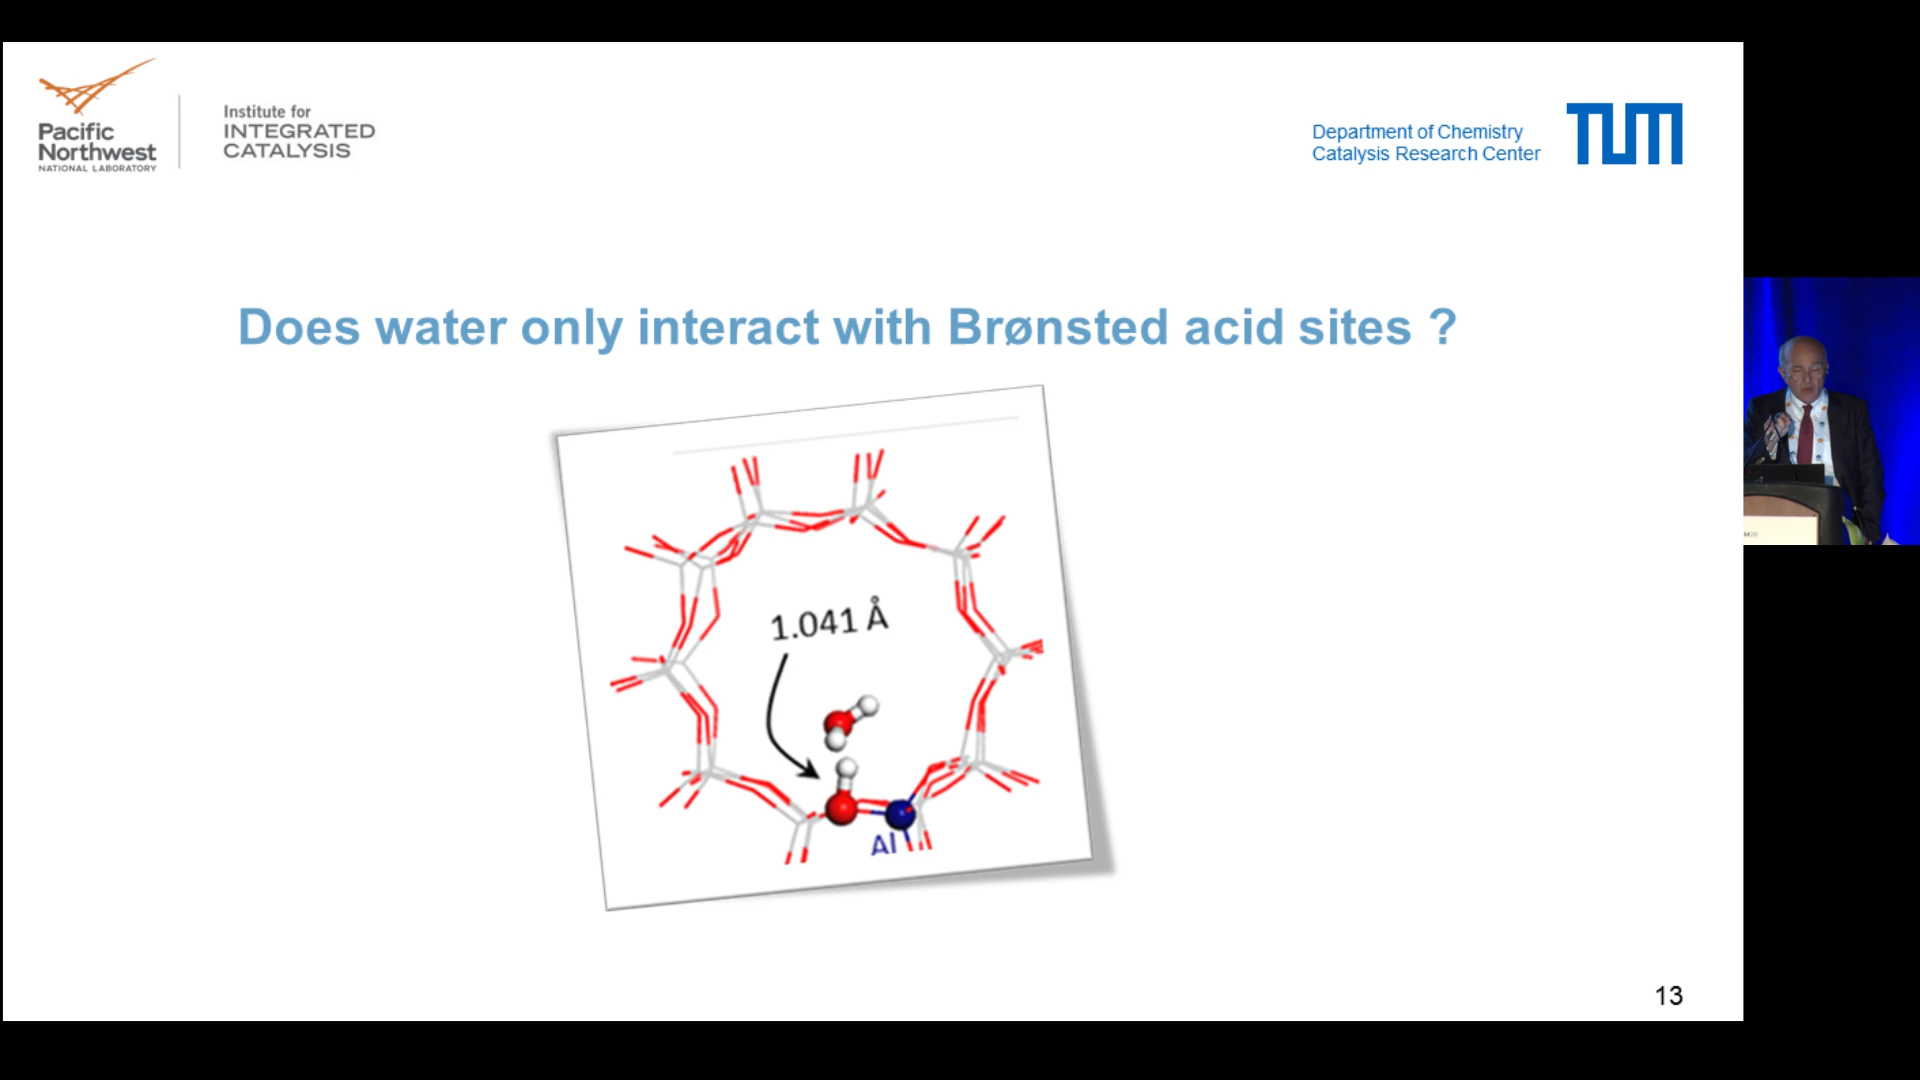 Pacific
Northwest
NATIONAL LABORATORY
Institute for
INTEGRATED
CATALYSIS
Department of Chemistry
Catalysis Research Center
TUM
Does water only interact with Brønsted acid sites ?
1.041 Å
Al
13